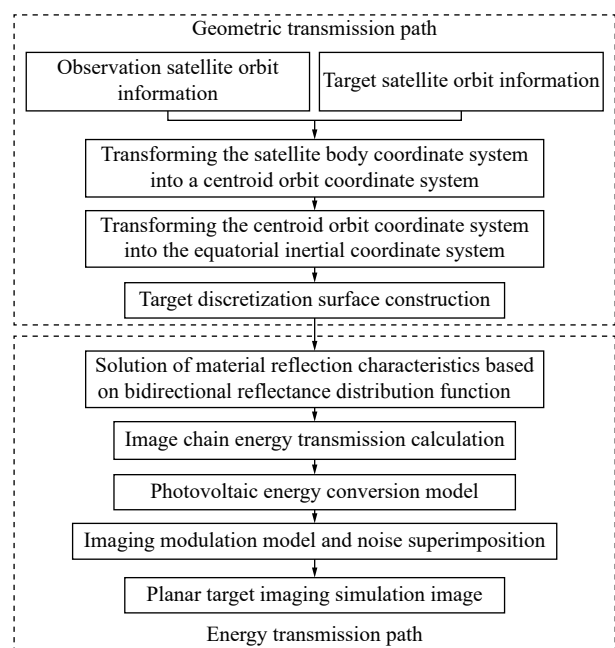 Geometric transmission path
Observation satellite orbit
information
Target satellite orbit information
Transforming the satellite body coordinate system
into a centroid orbit coordinate system
Transforming the centroid orbit coordinate system
into the equatorial inertial coordinate system
Target discretization surface construction
Solution of material reflection characteristics based
on bidirectional reflectance distribution function
Image chain energy transmission calculation
Photovoltaic energy conversion model
Imaging modulation model and noise superimposition
Planar target imaging simulation image
Energy transmission path